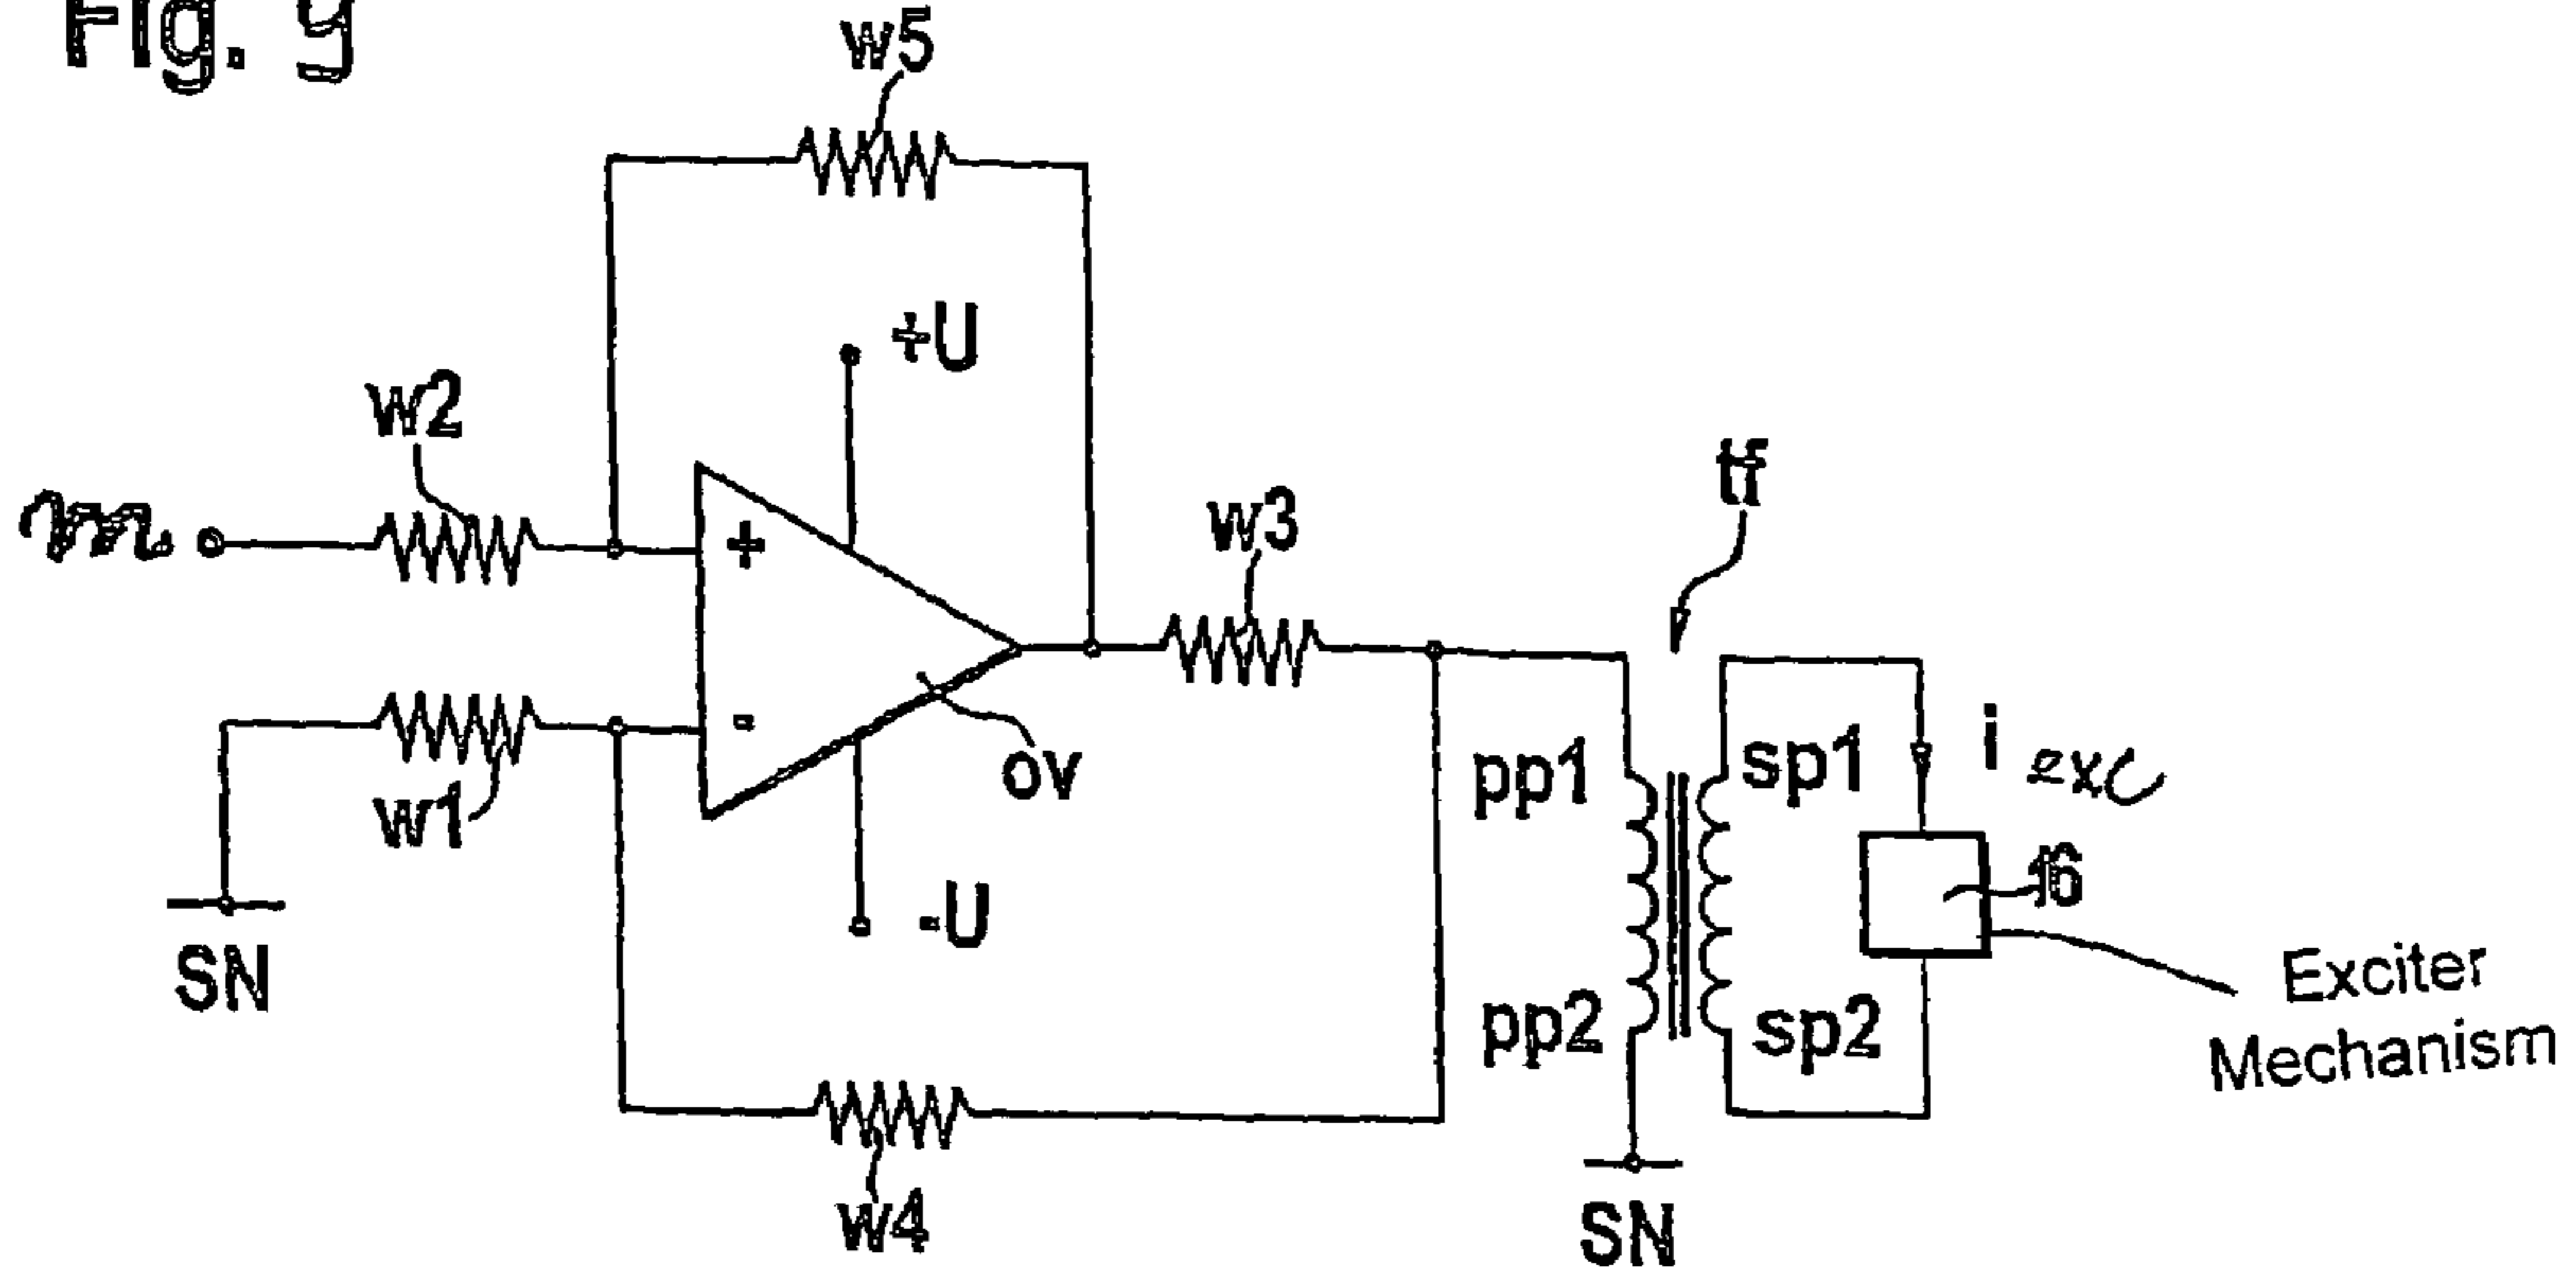 Fig. 9
w5
+U
w2
tf
w3
m
+
-
ov
pp1
sp1
i exc
w1
16
-U
SN
Exciter
Mechanism
pp2
sp2
w4
SN